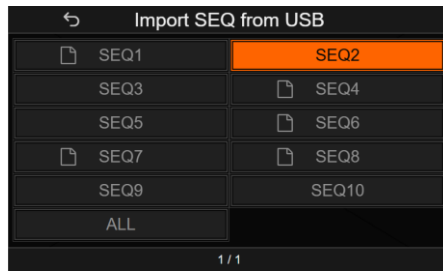 Import SEQ from USB
SEQ1 SEQ2
SEQ3 SEQ4
SEQ5 SEQ6
SEQ7 SEQ8
SEQ9 SEQ10
ALL
1 / 1